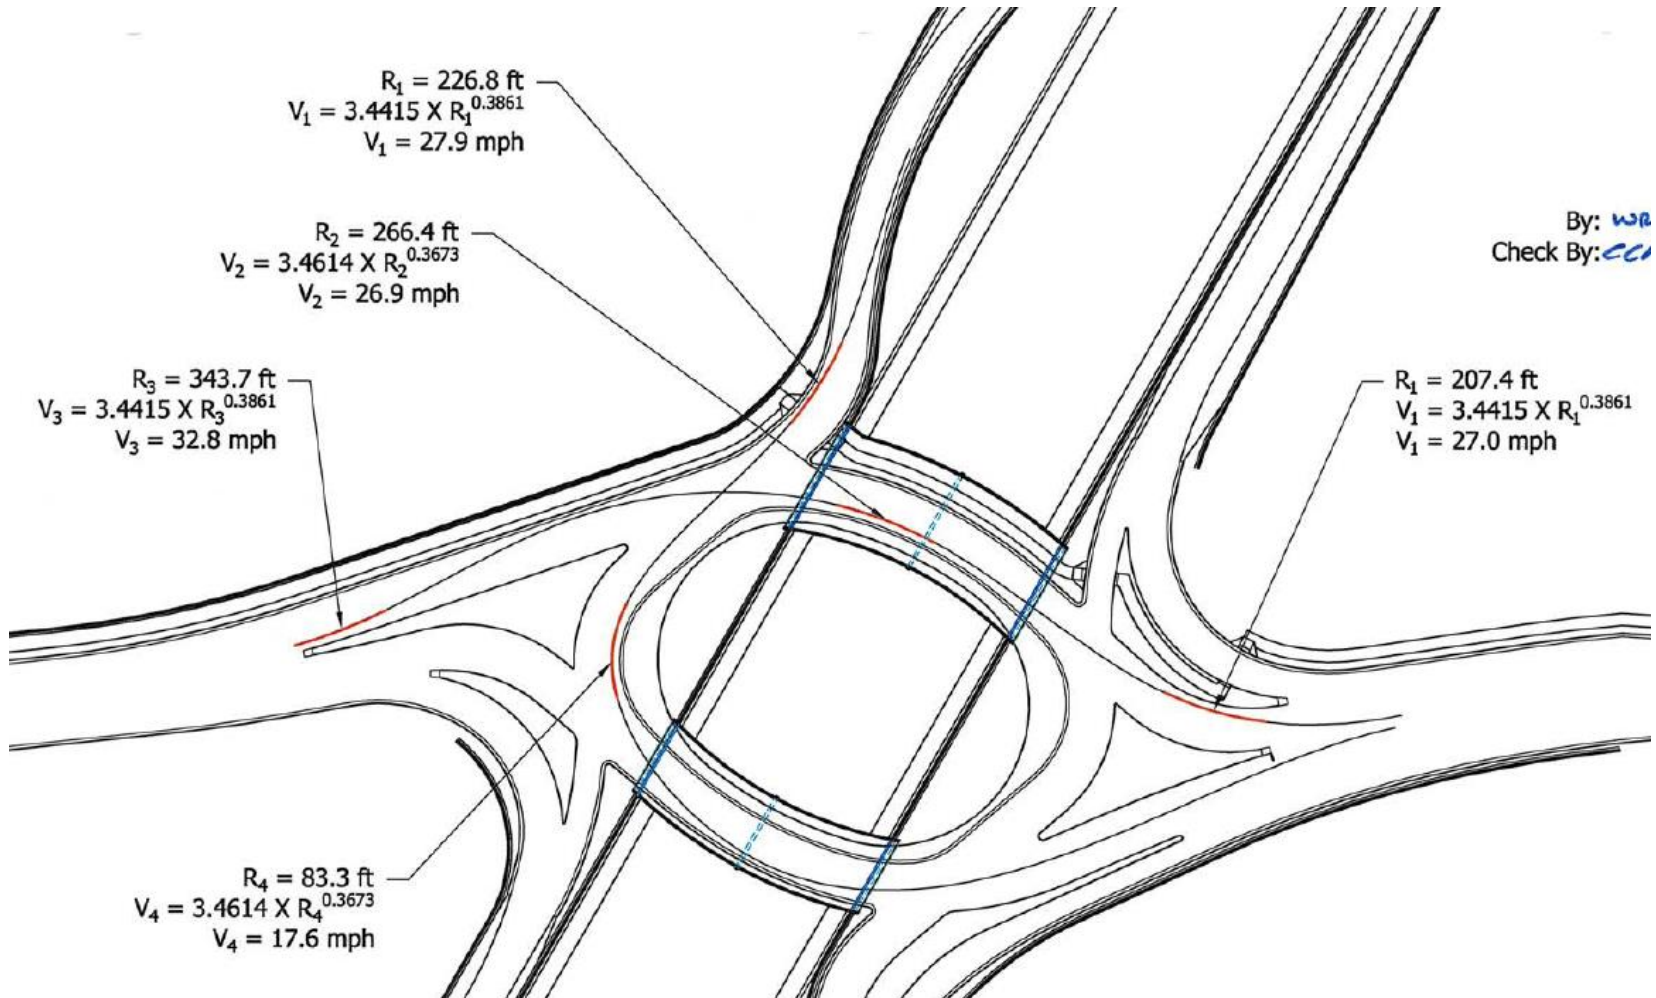 R₁ = 226.8 ft
V₁ = 3.4415 X R₁^0.3861
V₁ = 27.9 mph
R₂ = 266.4 ft
V₂ = 3.4614 X R₂^0.3673
V₂ = 26.9 mph
By: WR
Check By:
R₃ = 343.7 ft
V₃ = 3.4415 X R₃^0.3861
V₃ = 32.8 mph
R₁ = 207.4 ft
V₁ = 3.4415 X R₁^0.3861
V₁ = 27.0 mph
R₄ = 83.3 ft
V₄ = 3.4614 X R₄^0.3673
V₄ = 17.6 mph